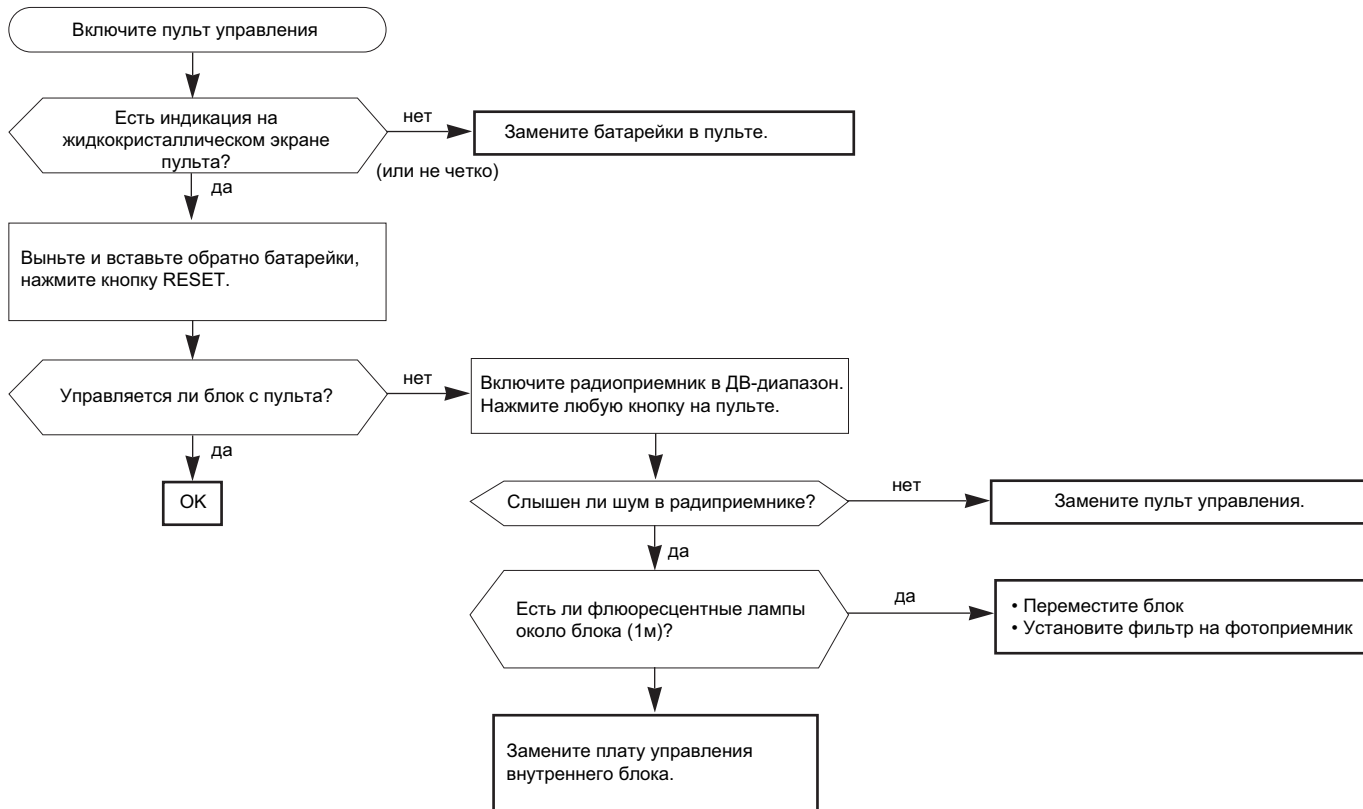 Включите пульт управления
Есть индикация на
жидкокристаллическом экране
пульта?
нет
(или не четко)
Замените батарейки в пульте.
да
Выньте и вставьте обратно батарейки,
нажмите кнопку RESET.
Управляется ли блок с пульта?
нет
Включите радиоприемник в ДВ-диапазон.
Нажмите любую кнопку на пульте.
да
OK
Слышен ли шум в радиприемнике?
нет
Замените пульт управления.
да
Есть ли флюоресцентные лампы
около блока (1м)?
да
• Переместите блок
• Установите фильтр на фотоприемник
Замените плату управления
внутреннего блока.